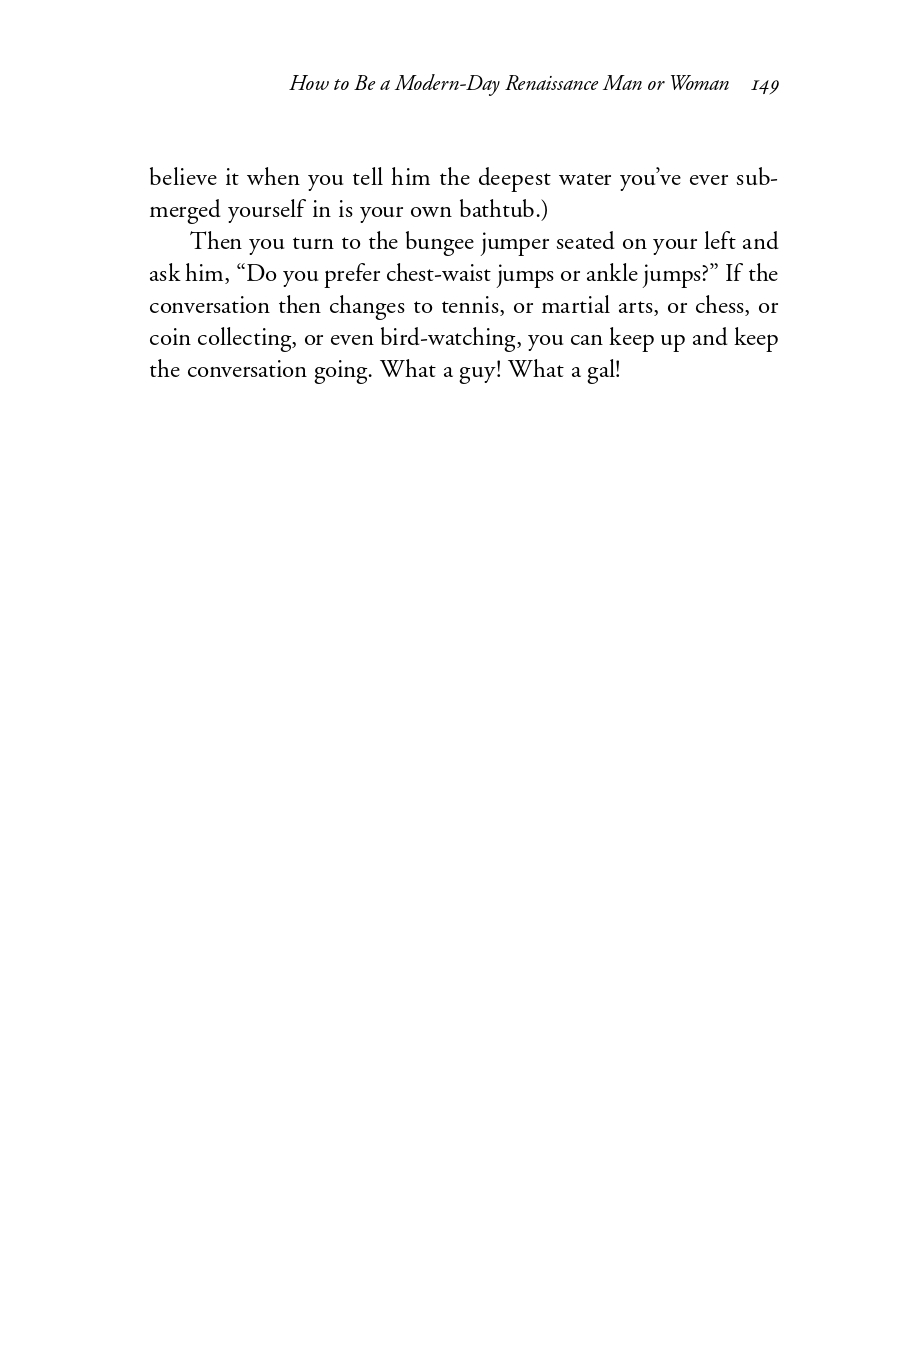 How to Be a Modern-Day Renaissance Man or Woman 149
believe it when you tell him the deepest water you’ve ever sub-
merged yourself in is your own bathtub.)
Then you turn to the bungee jumper seated on your left and
ask him, “Do you prefer chest-waist jumps or ankle jumps?” If the
conversation then changes to tennis, or martial arts, or chess, or
coin collecting, or even bird-watching, you can keep up and keep
the conversation going. What a guy! What a gal!